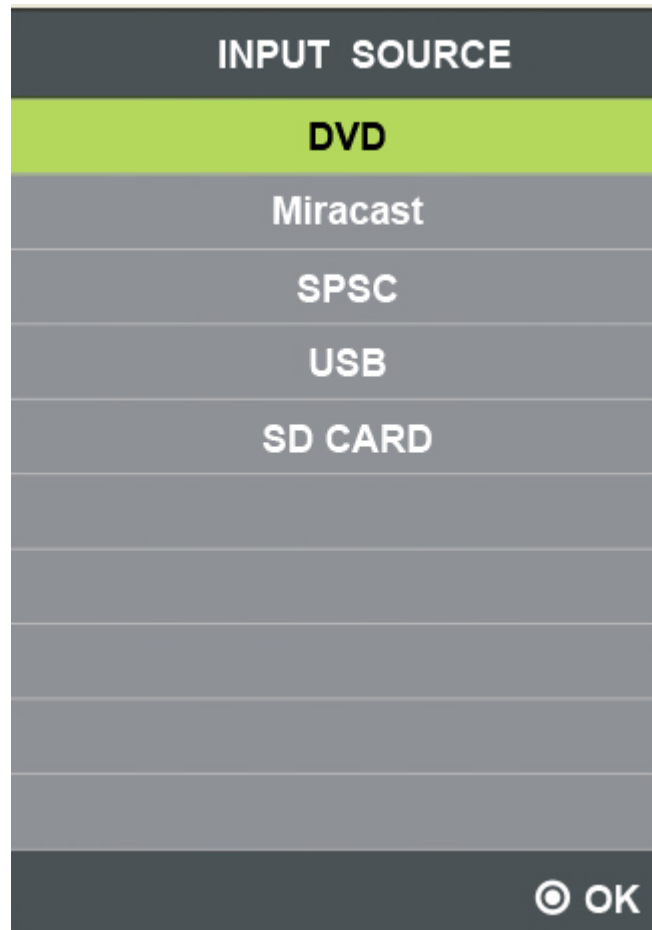 INPUT SOURCE
DVD
Miracast
SPSC
USB
SD CARD
OK